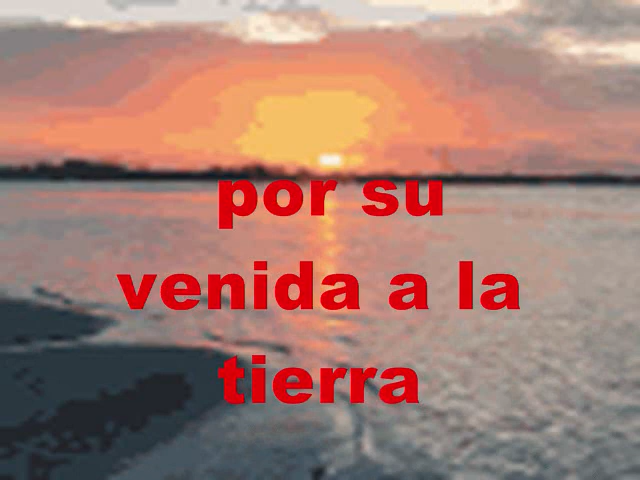 por su
venida a la
tierra